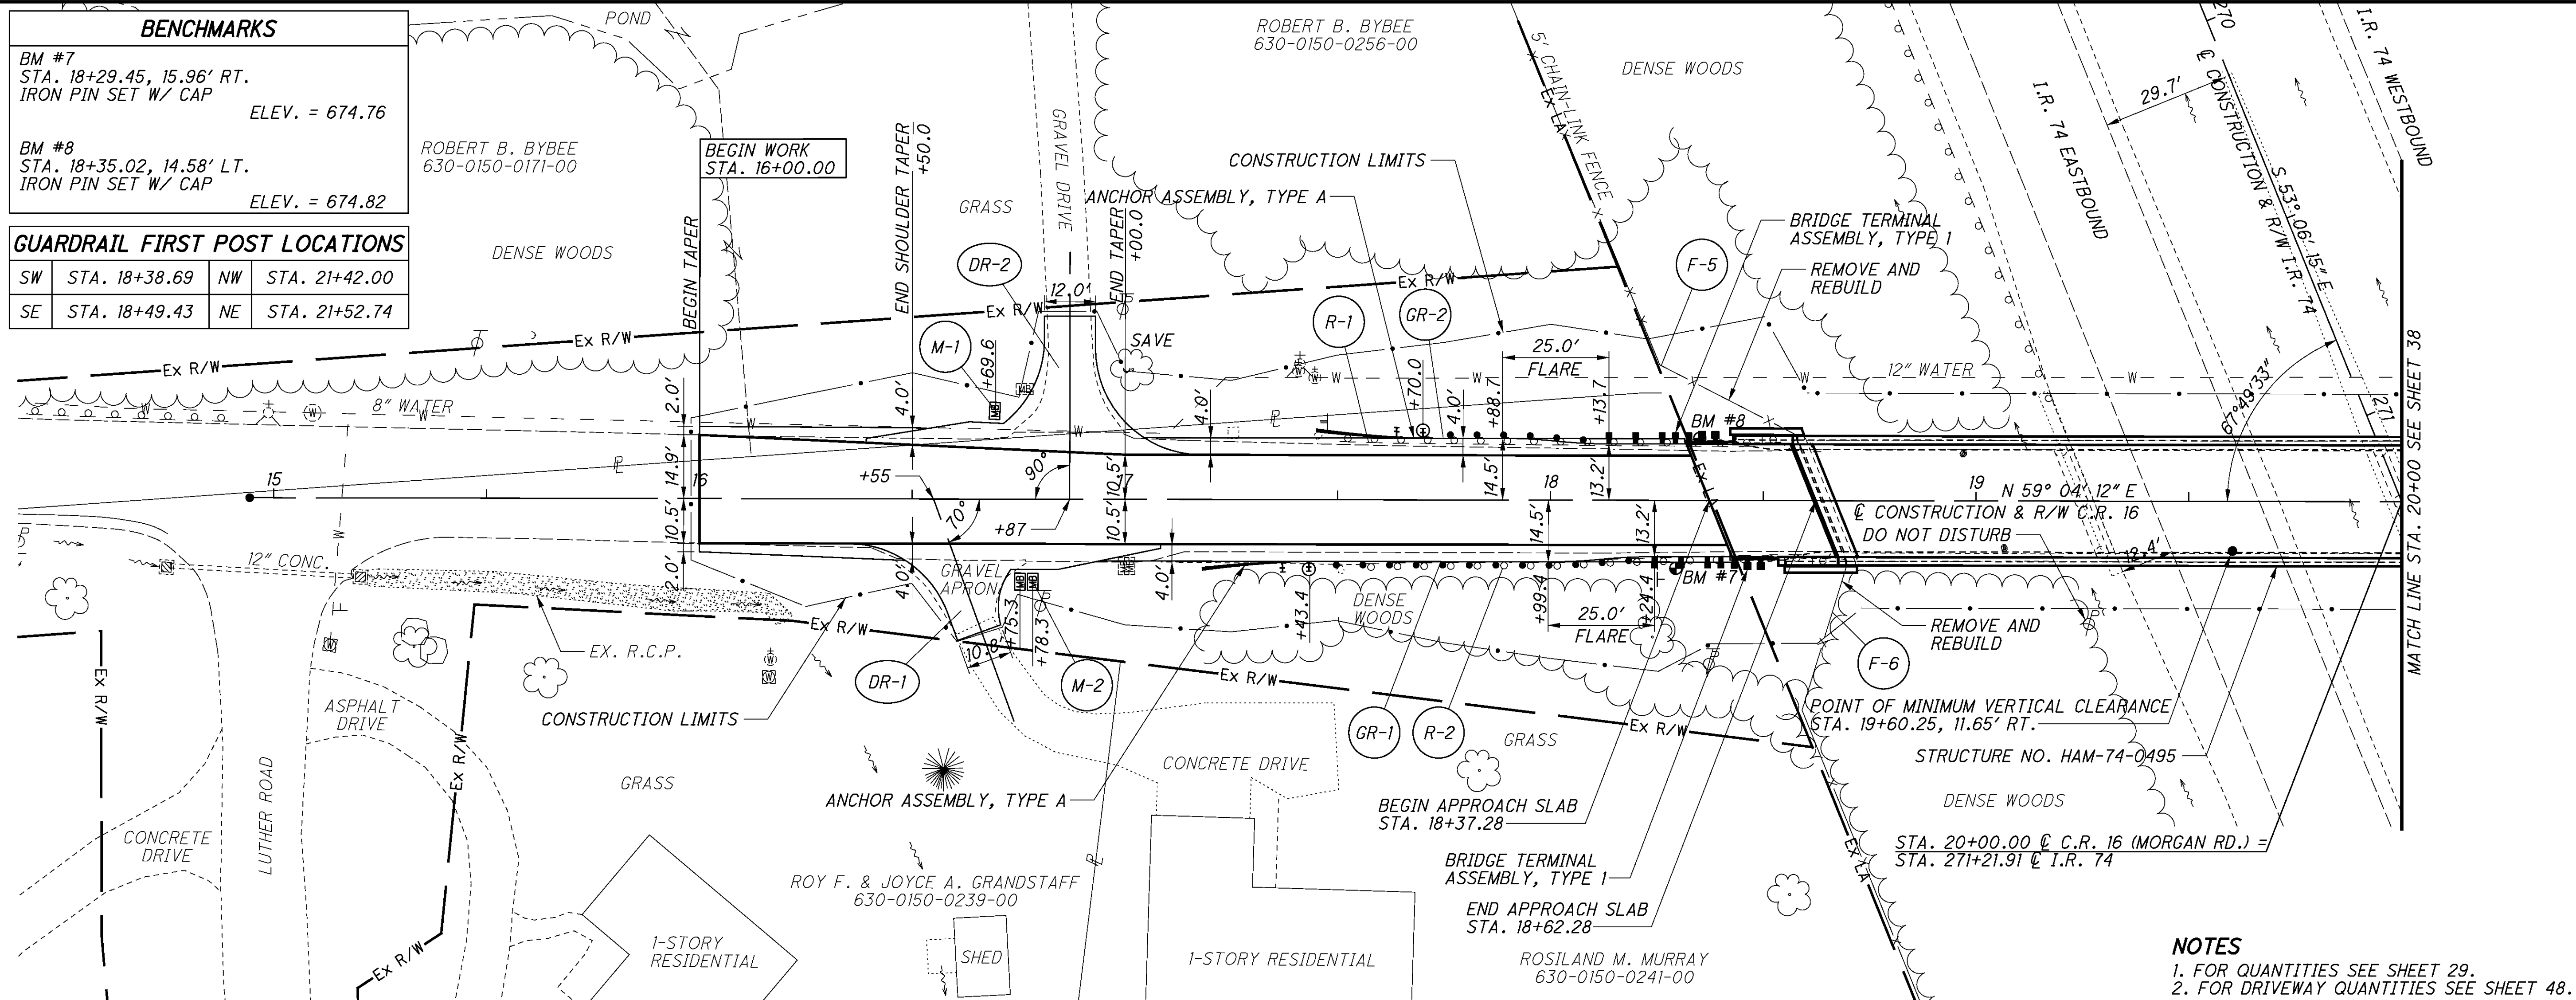 BENCHMARKS
BM #7
STA. 18+29.45, 15.96' RT.
IRON PIN SET W/ CAP
ELEV. = 674.76
BM #8
STA. 18+35.02, 14.58' LT.
IRON PIN SET W/ CAP
ELEV. = 674.82
GUARDRAIL FIRST POST LOCATIONS
SW STA. 18+38.69 NW STA. 21+42.00
SE STA. 18+49.43 NE STA. 21+52.74
POND
ROBERT B. BYBEE
630-0150-0171-00
DENSE WOODS
BEGIN WORK
STA. 16+00.00
BEGIN TAPER
END SHOULDER TAPER
+50.0
GRASS
GRAVEL DRIVE
END TAPER
+00.0
DR-2
12.0'
M-1
+69.6
MB
MB
SAVE
ROBERT B. BYBEE
630-0150-0256-00
DENSE WOODS
5' CHAIN-LINK FENCE
Ex LA
CONSTRUCTION LIMITS
ANCHOR ASSEMBLY, TYPE A
BRIDGE TERMINAL
ASSEMBLY, TYPE 1
REMOVE AND
REBUILD
F-5
R-1
GR-2
25.0'
FLARE
+70.0
4.0'
+88.7
+13.7
4.0'
14.5'
13.2'
BM #8
12" WATER
I.R. 74 EASTBOUND
I.R. 74 WESTBOUND
29.7'
270
℄ CONSTRUCTION & R/W I.R. 74
S 53° 06' 15" E
67°49'33"
271
MATCH LINE STA. 20+00 SEE SHEET 38
Ex R/W
Ex R/W
Ex R/W
Ex R/W
8" WATER
W
W
W
W
W
W
W
W
2.0'
14.9'
10.5'
2.0'
4.0'
4.0'
15
16
17
18
19
+55
90°
70°
+87
10.5'
10.5'
4.0'
N 59° 04' 12" E
℄ CONSTRUCTION & R/W C.R. 16
DO NOT DISTURB
12.4'
12" CONC.
EX. R.C.P.
GRAVEL
APRON
+75.3
+78.3
10.8'
DR-1
M-2
CONSTRUCTION LIMITS
Ex R/W
Ex R/W
Ex R/W
Ex R/W
Ex R/W
Ex R/W
+43.4
DENSE
WOODS
14.5'
13.2'
+99.4
+24.4
25.0'
FLARE
BM #7
Ex LA
GR-1
R-2
GRASS
REMOVE AND
REBUILD
F-6
POINT OF MINIMUM VERTICAL CLEARANCE
STA. 19+60.25, 11.65' RT.
STRUCTURE NO. HAM-74-0495
DENSE WOODS
STA. 20+00.00 ℄ C.R. 16 (MORGAN RD.) =
STA. 271+21.91 ℄ I.R. 74
Ex LA
ASPHALT
DRIVE
LUTHER ROAD
CONCRETE
DRIVE
GRASS
ANCHOR ASSEMBLY, TYPE A
CONCRETE DRIVE
BEGIN APPROACH SLAB
STA. 18+37.28
BRIDGE TERMINAL
ASSEMBLY, TYPE 1
END APPROACH SLAB
STA. 18+62.28
ROY F. & JOYCE A. GRANDSTAFF
630-0150-0239-00
1-STORY
RESIDENTIAL
SHED
1-STORY RESIDENTIAL
ROSILAND M. MURRAY
630-0150-0241-00
NOTES
1. FOR QUANTITIES SEE SHEET 29.
2. FOR DRIVEWAY QUANTITIES SEE SHEET 48.